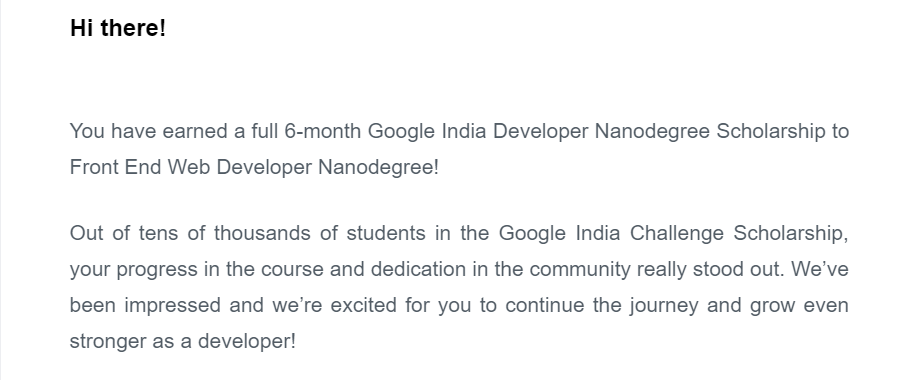 Hi there!
You have earned a full 6-month Google India Developer Nanodegree Scholarship to
Front End Web Developer Nanodegree!
Out of tens of thousands of students in the Google India Challenge Scholarship,
your progress in the course and dedication in the community really stood out. We’ve
been impressed and we’re excited for you to continue the journey and grow even
stronger as a developer!